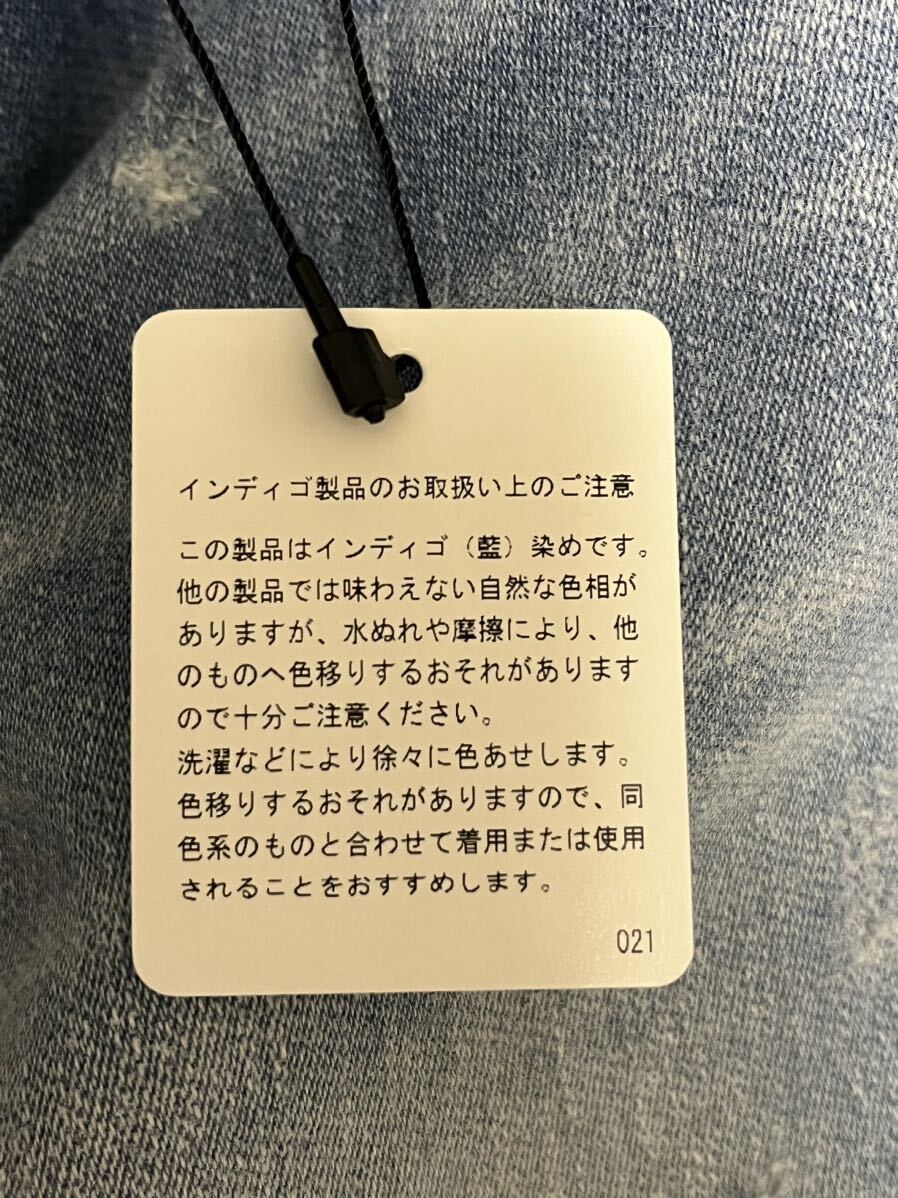 インディゴ製品のお取扱い上のご注意
この製品はインディゴ（藍）染めです。
他の製品では味わえない自然な色相が
ありますが、水ぬれや摩擦により、他
のものへ色移りするおそれがあります
ので十分ご注意ください。
洗濯などにより徐々に色あせします。
色移りするおそれがありますので、同
色系のものと合わせて着用または使用
されることをおすすめします。
021